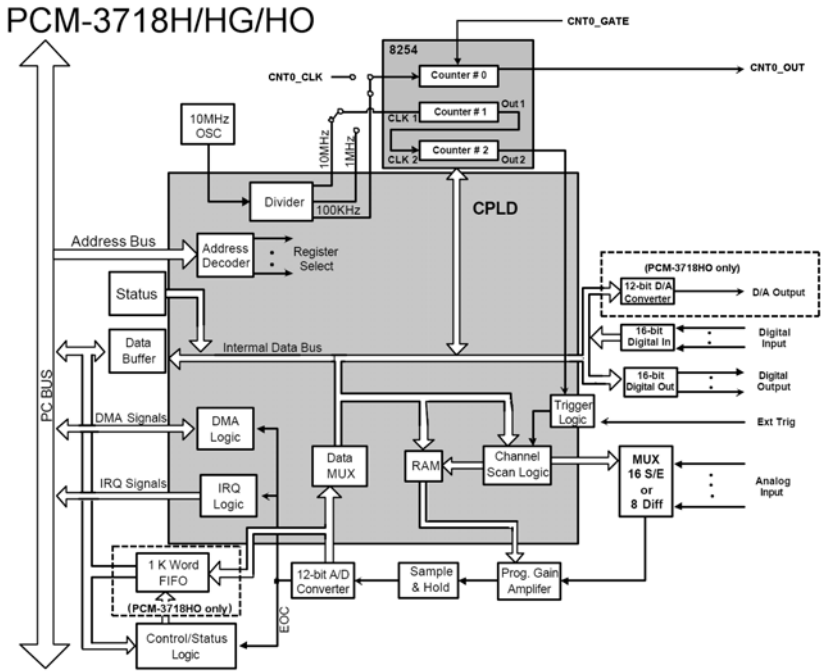 PCM-3718H/HG/HO
CNT0_GATE
8254
CNT0_CLK
Counter # 0
CNT0_OUT
10MHz
OSC
10MHz
1MHz
CLK 1
Counter # 1
Out1
CLK 2
Counter # 2
Out2
Divider
100KHz
CPLD
Address Bus
Address
Decoder
Register
Select
(PCM-3718HO only)
12-bit D/A
Converter
D/A Output
Status
16-bit
Digital In
Digital
Input
Data
Buffer
Intermal Data Bus
16-bit
Digital Out
Digital
Output
PC BUS
DMA Signals
DMA
Logic
Trigger
Logic
Ext Trig
Data
MUX
RAM
Channel
Scan Logic
MUX
16 S/E
or
8 Diff
Analog
Input
IRQ Signals
IRQ
Logic
1 K Word
FIFO
(PCM-3718HO only)
12-bit A/D
Converter
Sample
& Hold
Prog. Gain
Amplifer
EOC
Control/Status
Logic